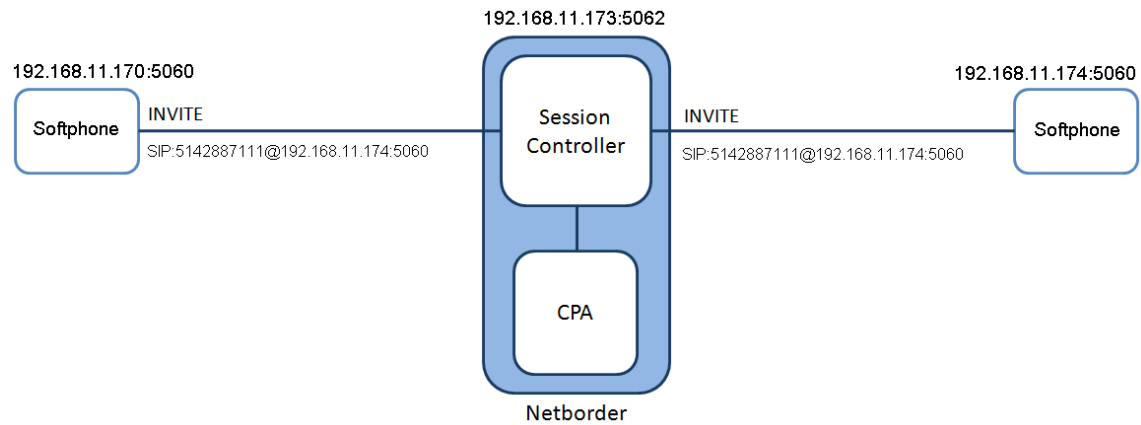 192.168.11.173:5062
192.168.11.170:5060
192.168.11.174:5060
Softphone
INVITE
SIP:5142887111@192.168.11.174:5060
Session
Controller
INVITE
SIP:5142887111@192.168.11.174:5060
Softphone
CPA
Netborder